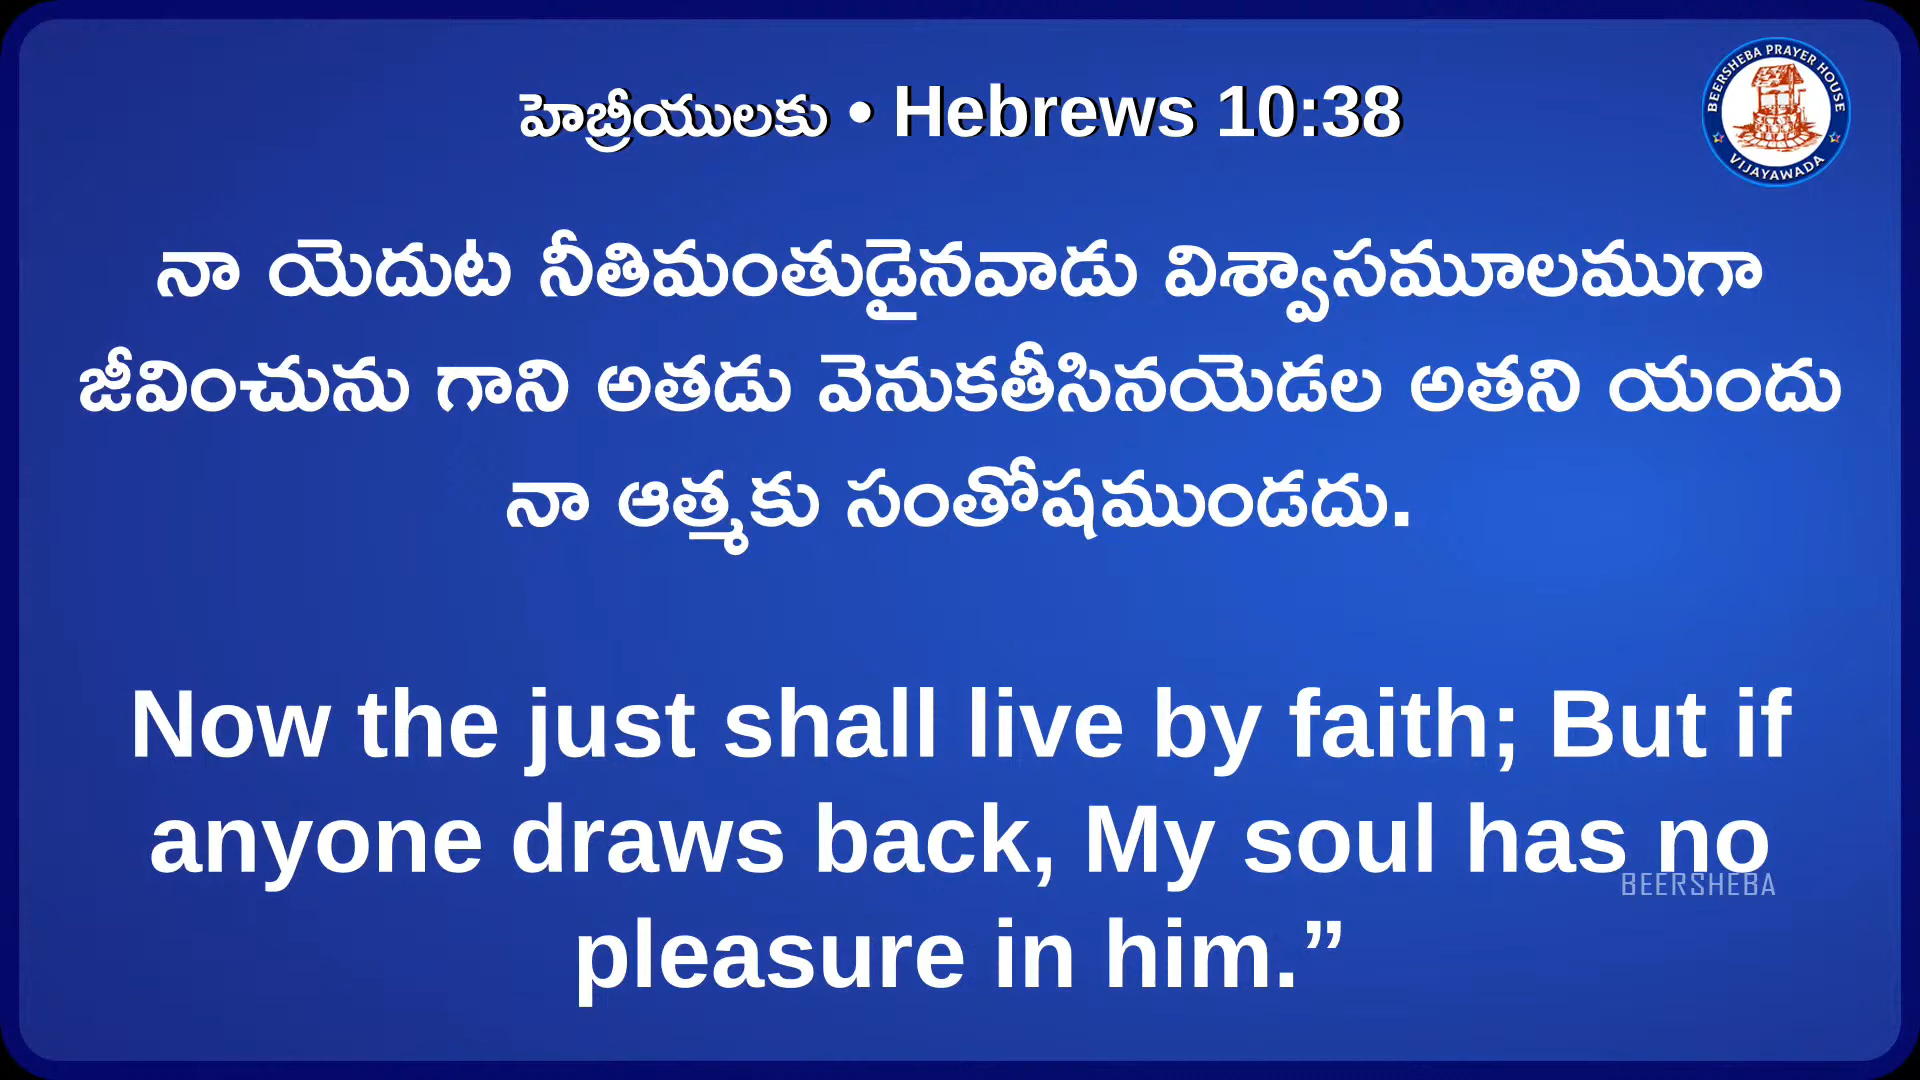 హెబ్రీయులకు • Hebrews 10:38
BEERSHEBA PRAYER HOUSE
VIJAYAWADA
నా యెదుట నీతిమంతుడైనవాడు విశ్వాసమూలముగా
జీవించును గాని అతడు వెనుకతీసినయెడల అతని యందు
నా ఆత్మకు సంతోషముండదు.
Now the just shall live by faith; But if
anyone draws back, My soul has no
BEERSHEBA
pleasure in him.”